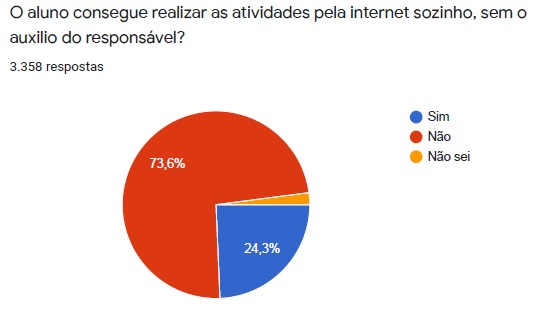 O aluno consegue realizar as atividades pela internet sozinho, sem o
auxilio do responsável?
3.358 respostas
Sim
Não
Não sei
73,6%
24,3%